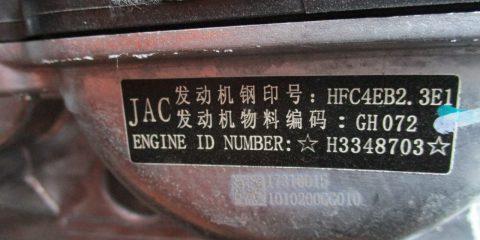 JAC 发动机钢印号: HFC4EB2.3E1
发动机物料编码: GH072
ENGINE ID NUMBER: ☆ H3348703☆
1010200GG010